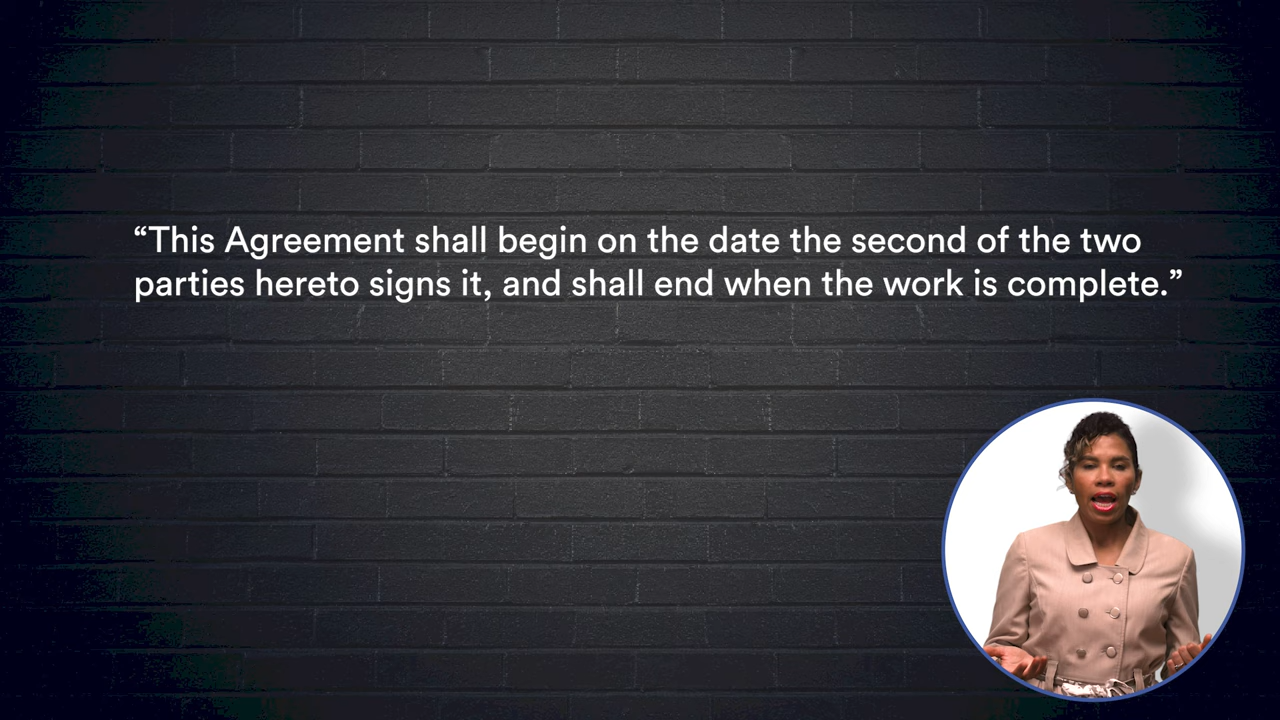 “This Agreement shall begin on the date the second of the two
parties hereto signs it, and shall end when the work is complete.”